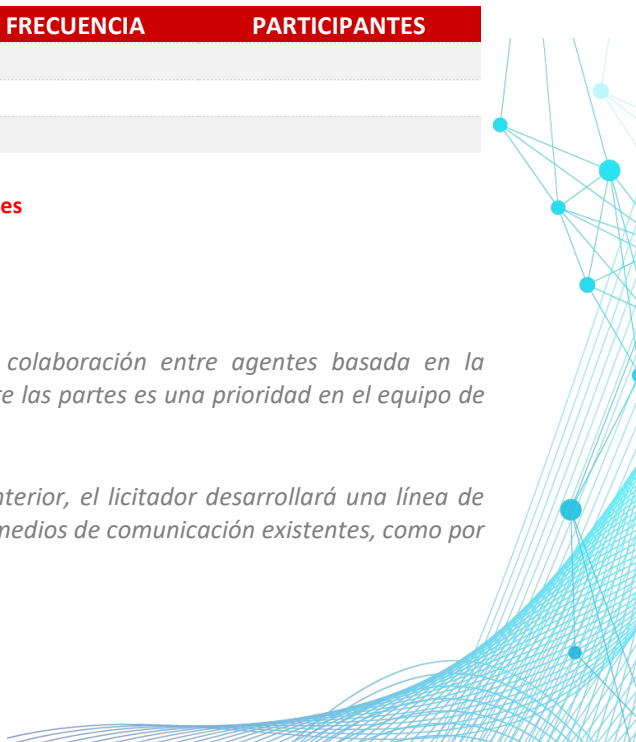 FRECUENCIA PARTICIPANTES
es
colaboración entre agentes basada en la
re las partes es una prioridad en el equipo de
nterior, el licitador desarrollará una línea de
medios de comunicación existentes, como por